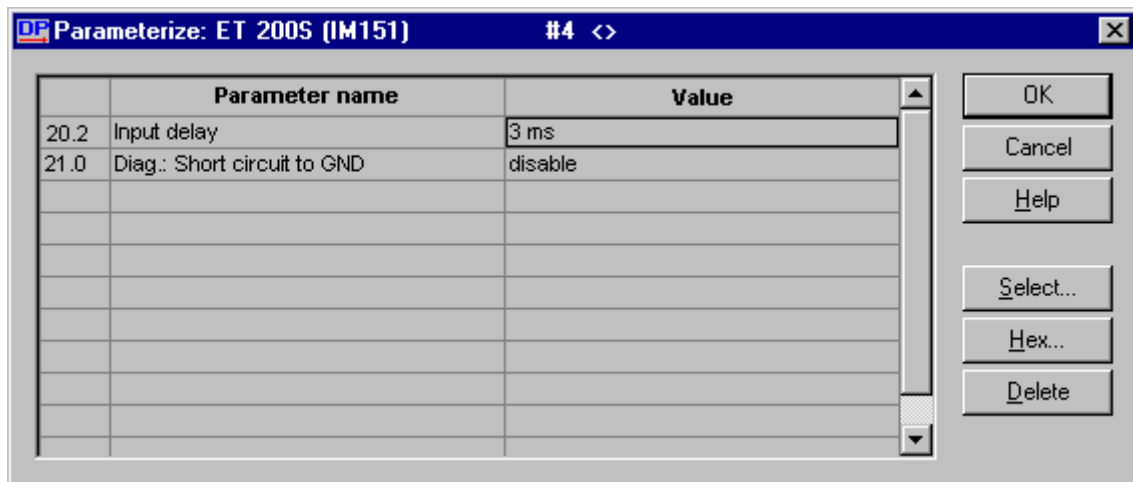 DP Parameterize: ET 200S (IM151) #4 <>
Parameter name Value
20.2 Input delay 3 ms
21.0 Diag.: Short circuit to GND disable
OK
Cancel
Help
Select...
Hex...
Delete